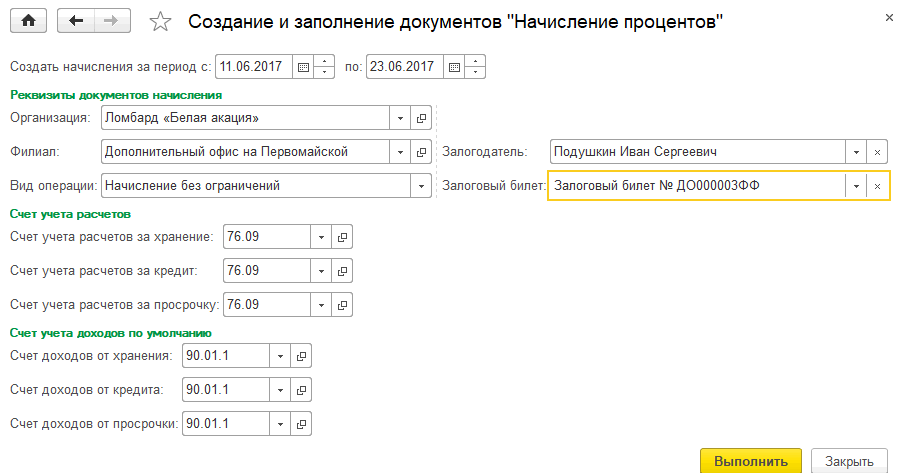 Создание и заполнение документов "Начисление процентов"
Создать начисления за период с: 11.06.2017 по: 23.06.2017
Реквизиты документов начисления
Организация: Ломбард «Белая акация»
Филиал: Дополнительный офис на Первомайской Залогодатель: Подушкин Иван Сергеевич
Вид операции: Начисление без ограничений Залоговый билет: Залоговый билет № ДО000003ФФ
Счет учета расчетов
Счет учета расчетов за хранение: 76.09
Счет учета расчетов за кредит: 76.09
Счет учета расчетов за просрочку: 76.09
Счет учета доходов по умолчанию
Счет доходов от хранения: 90.01.1
Счет доходов от кредита: 90.01.1
Счет доходов от просрочки: 90.01.1
Выполнить Закрыть